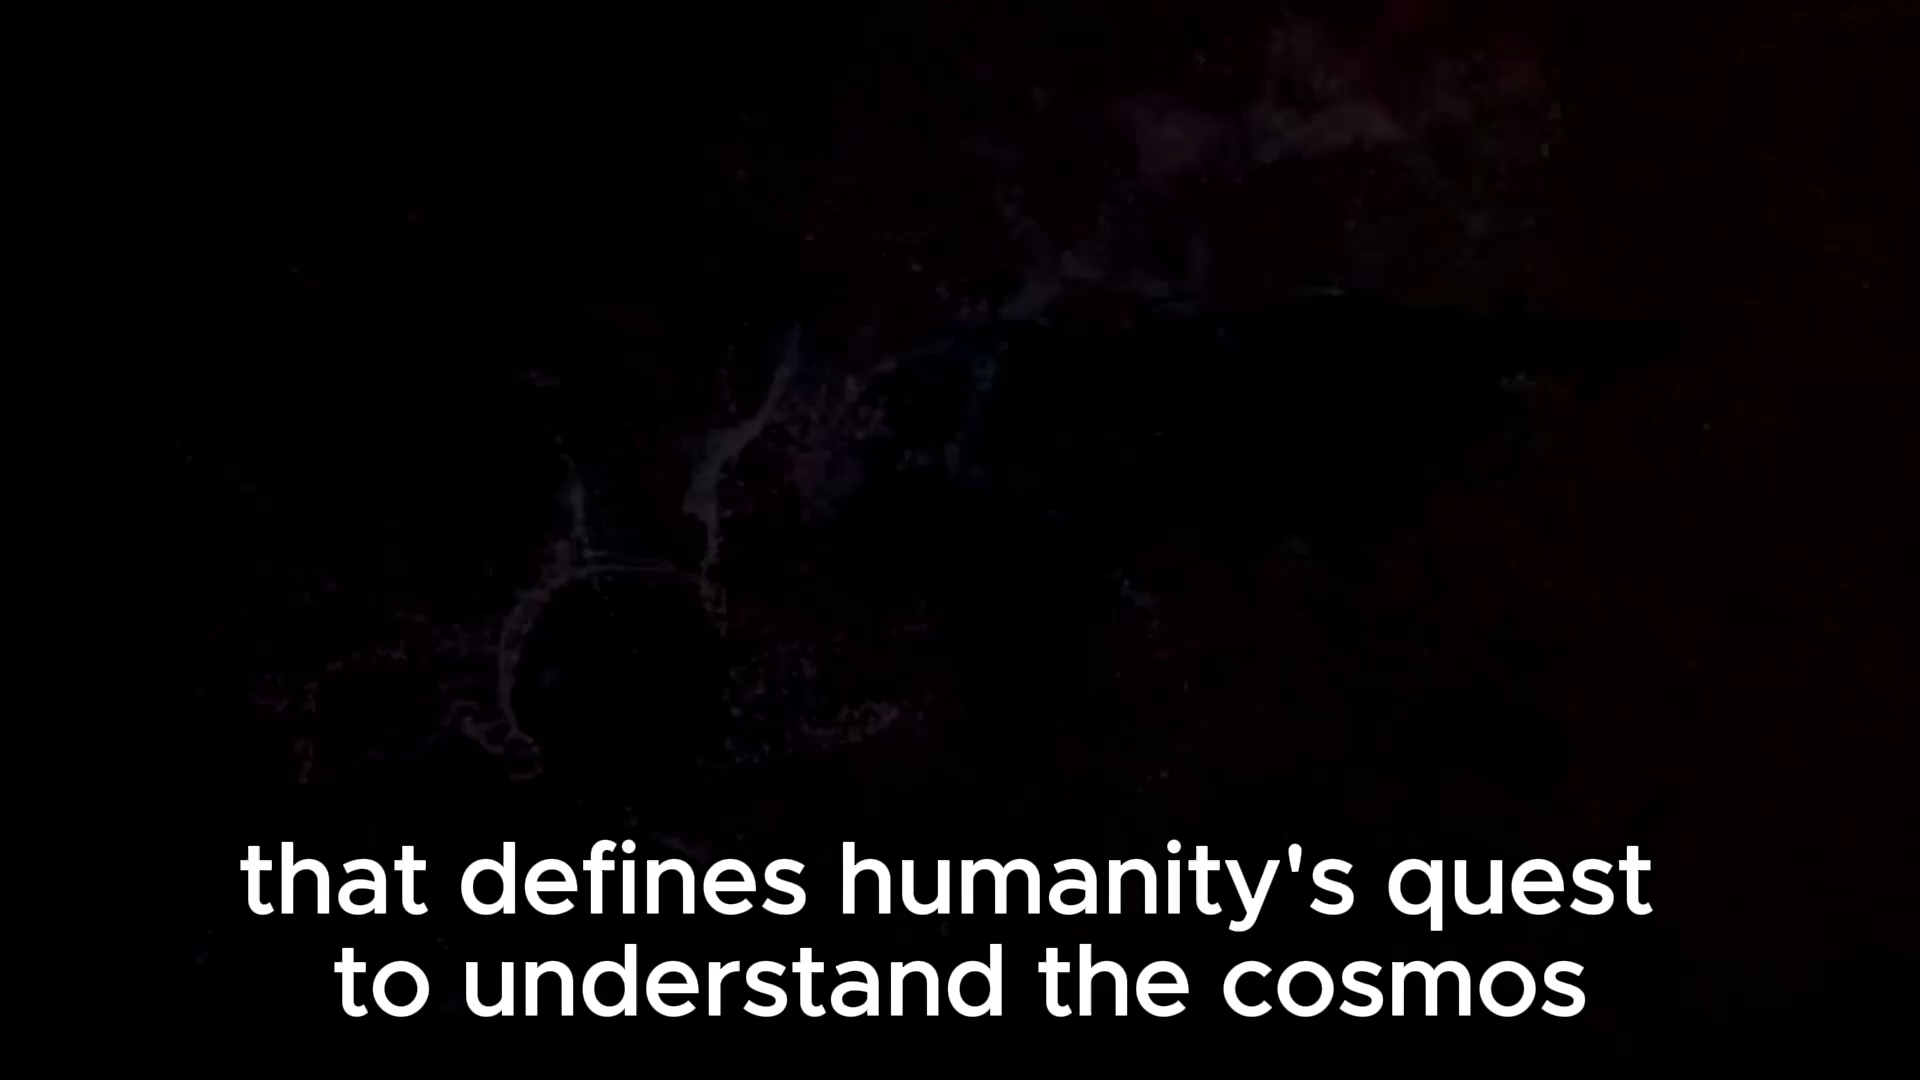 that defines humanity's quest
to understand the cosmos